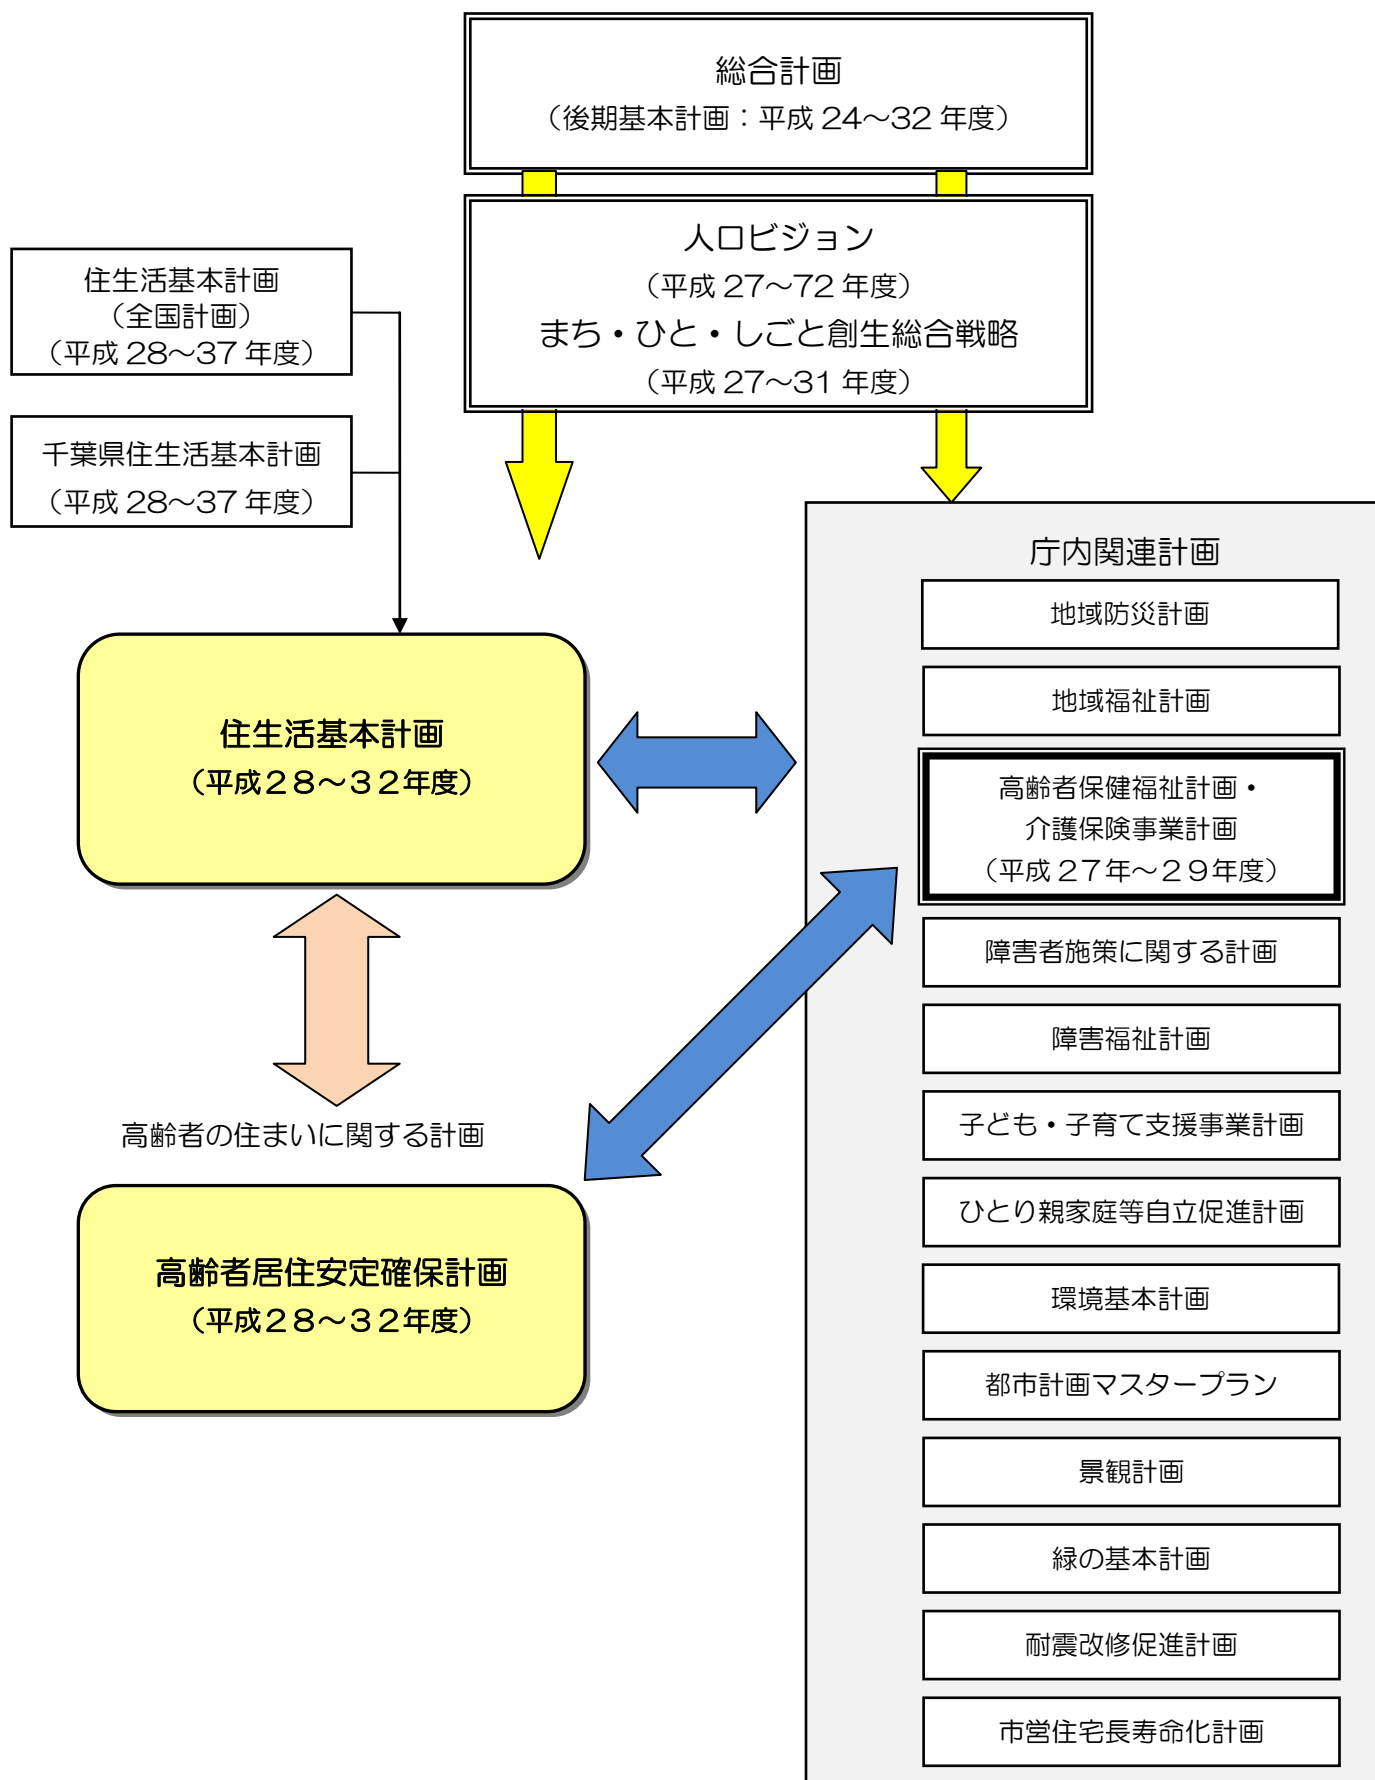 総合計画
（後期基本計画：平成 24～32 年度）
人口ビジョン
（平成 27～72 年度）
まち・ひと・しごと創生総合戦略
（平成 27～31 年度）
住生活基本計画
（全国計画）
（平成 28～37 年度）
千葉県住生活基本計画
（平成 28～37 年度）
住生活基本計画
（平成２８～３２年度）
高齢者の住まいに関する計画
高齢者居住安定確保計画
（平成２８～３２年度）
庁内関連計画
地域防災計画
地域福祉計画
高齢者保健福祉計画・
介護保険事業計画
（平成 ２７年～２９年度）
障害者施策に関する計画
障害福祉計画
子ども・子育て支援事業計画
ひとり親家庭等自立促進計画
環境基本計画
都市計画マスタープラン
景観計画
緑の基本計画
耐震改修促進計画
市営住宅長寿命化計画